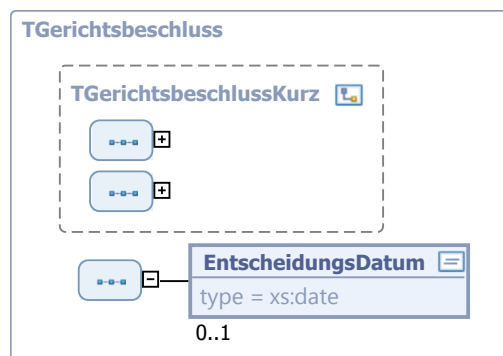 TGerichtsbeschluss
TGerichtsbeschlussKurz
EntscheidungsDatum
type = xs:date
0..1